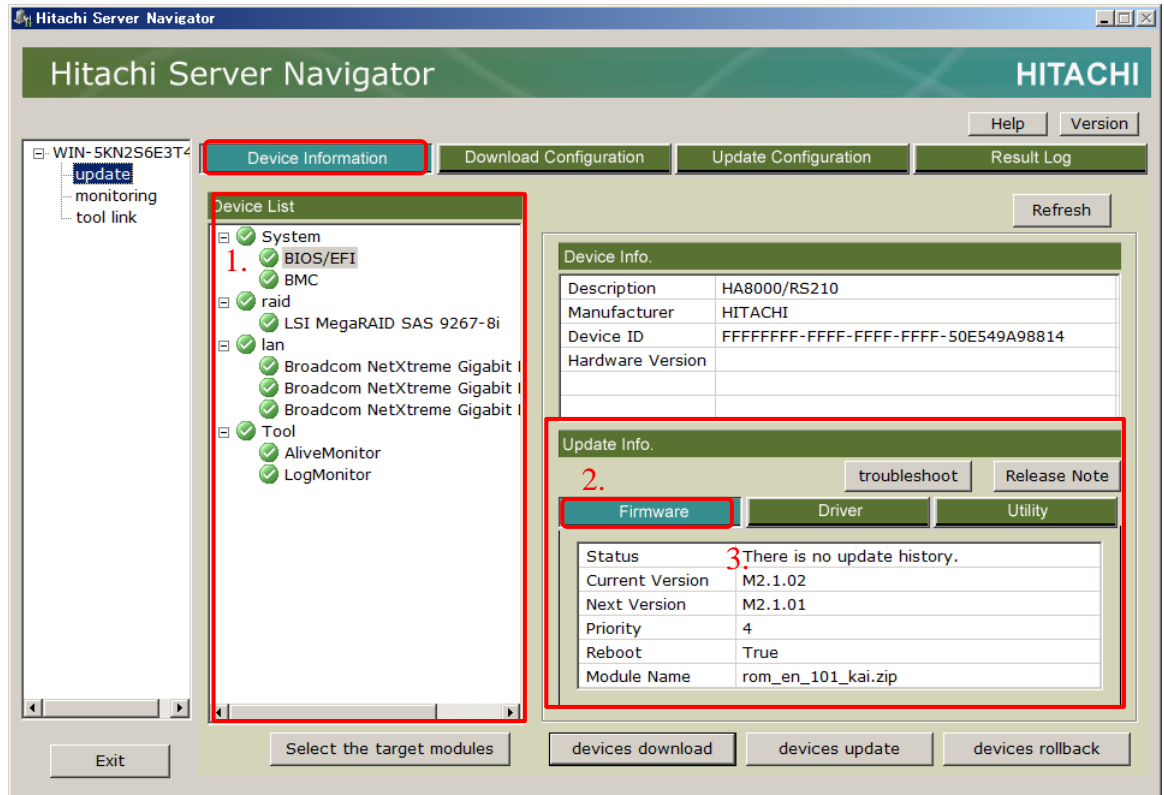 Hitachi Server Navigator
Hitachi Server Navigator
HITACHI
Help
Version
WIN-5KN2S6E3T4
update
monitoring
tool link
Device Information
Download Configuration
Update Configuration
Result Log
Device List
Refresh
System
1.
BIOS/EFI
BMC
raid
LSI MegaRAID SAS 9267-8i
lan
Broadcom NetXtreme Gigabit
Broadcom NetXtreme Gigabit
Broadcom NetXtreme Gigabit
Tool
AliveMonitor
LogMonitor
Device Info.
Description HA8000/RS210
Manufacturer HITACHI
Device ID FFFFFFFF-FFFF-FFFF-FFFF-50E549A98814
Hardware Version
Update Info.
2.
troubleshoot
Release Note
Firmware
Driver
Utility
3.
Status There is no update history.
Current Version M2.1.02
Next Version M2.1.01
Priority 4
Reboot True
Module Name rom_en_101_kai.zip
Exit
Select the target modules
devices download
devices update
devices rollback